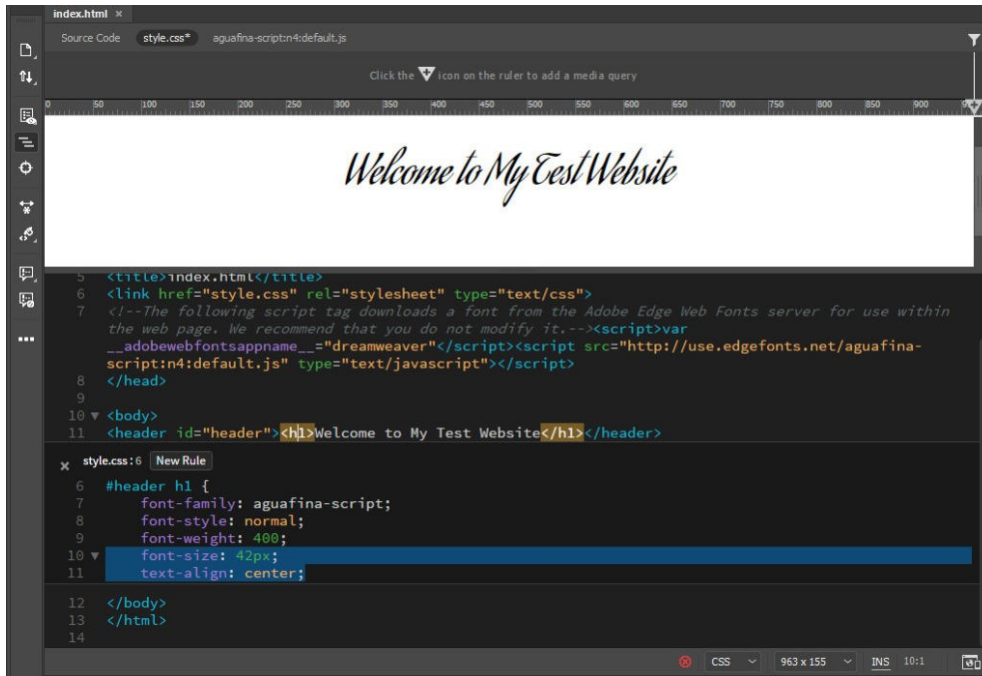 index.html ×
Source Code style.css* aguafina-script:n4:default.js
Click the icon on the ruler to add a media query
0 50 100 150 200 250 300 350 400 450 500 550 600 650 700 750 800 850 900
Welcome to My Test Website
5 <title>index.html</title>
6 <link href="style.css" rel="stylesheet" type="text/css">
7 <!--The following script tag downloads a font from the Adobe Edge Web Fonts server for use within
the web page. We recommend that you do not modify it.--><script>var
__adobewebfontsappname__="dreamweaver"</script><script src="http://use.edgefonts.net/aguafina-
script:n4:default.js" type="text/javascript"></script>
8 </head>
9
10 <body>
11 <header id="header"><h1>Welcome to My Test Website</h1></header>
× style.css:6 New Rule
6 #header h1 {
7 font-family: aguafina-script;
8 font-style: normal;
9 font-weight: 400;
10 font-size: 42px;
11 text-align: center;
12 </body>
13 </html>
14
CSS 963 x 155 INS 10:1